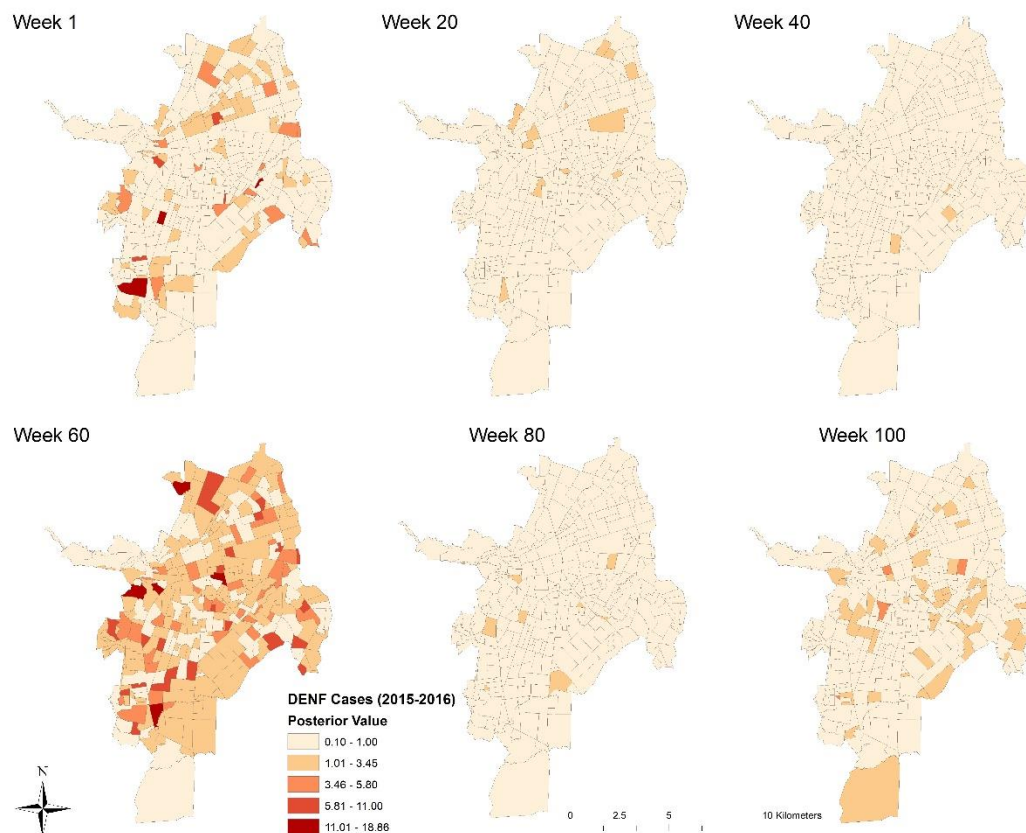 Week 1
Week 20
Week 40
Week 60
Week 80
Week 100
DENF Cases (2015-2016)
Posterior Value
0.10 - 1.00
1.01 - 3.45
3.46 - 5.80
5.81 - 11.00
11.01 - 18.86
N
0 2.5 5 10 Kilometers